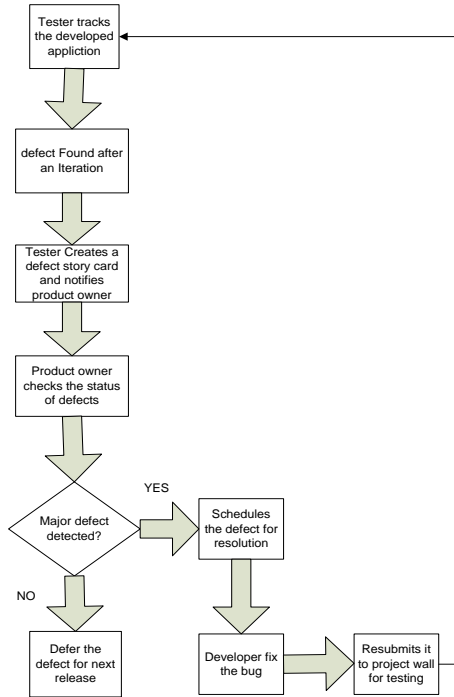 Tester tracks
the developed
appliction
defect Found after
an Iteration
Tester Creates a
defect story card
and notifies
product owner
Product owner
checks the status
of defects
Major defect
detected?
YES
Schedules
the defect for
resolution
NO
Defer the
defect for next
release
Developer fix
the bug
Resubmits it
to project wall
for testing